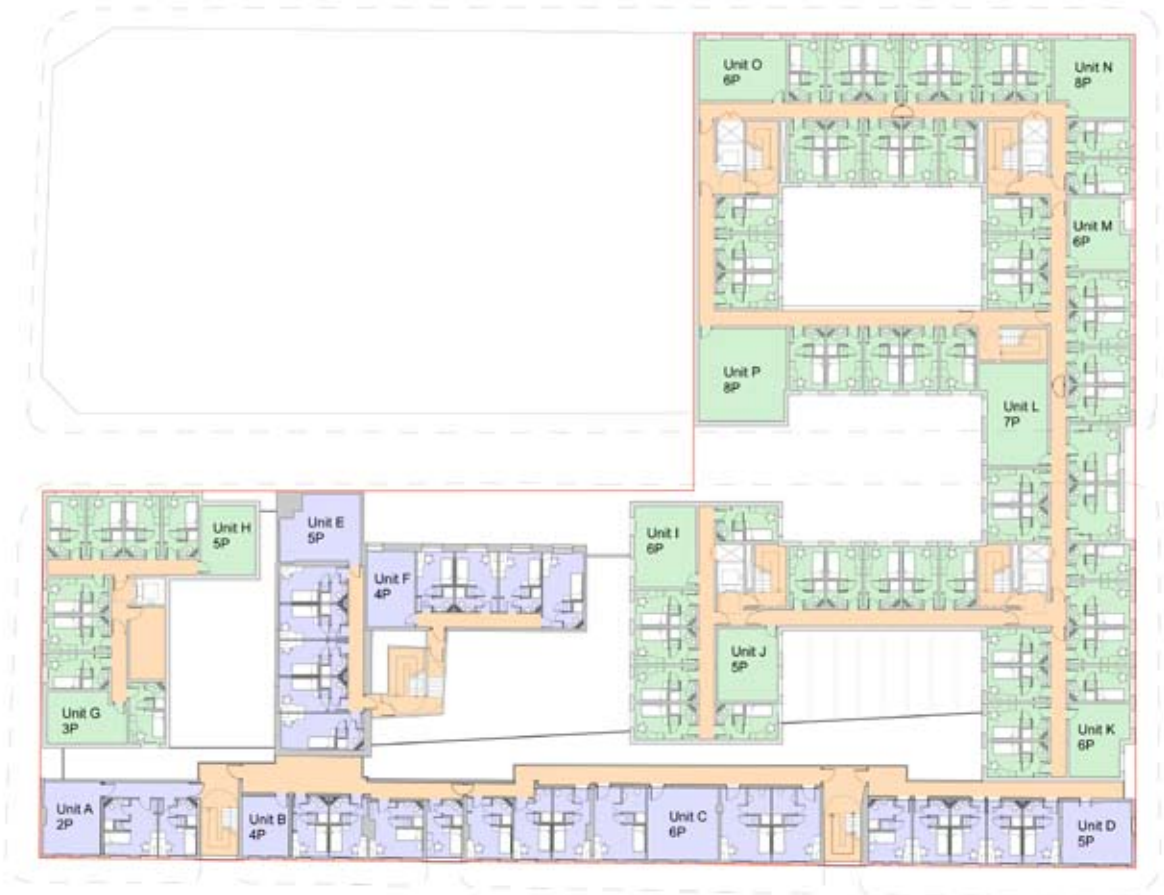 Unit O
6P
Unit N
8P
Unit M
6P
Unit P
8P
Unit L
7P
Unit H
5P
Unit E
5P
Unit F
4P
Unit I
6P
Unit J
5P
Unit G
3P
Unit K
6P
Unit A
2P
Unit B
4P
Unit C
6P
Unit D
5P